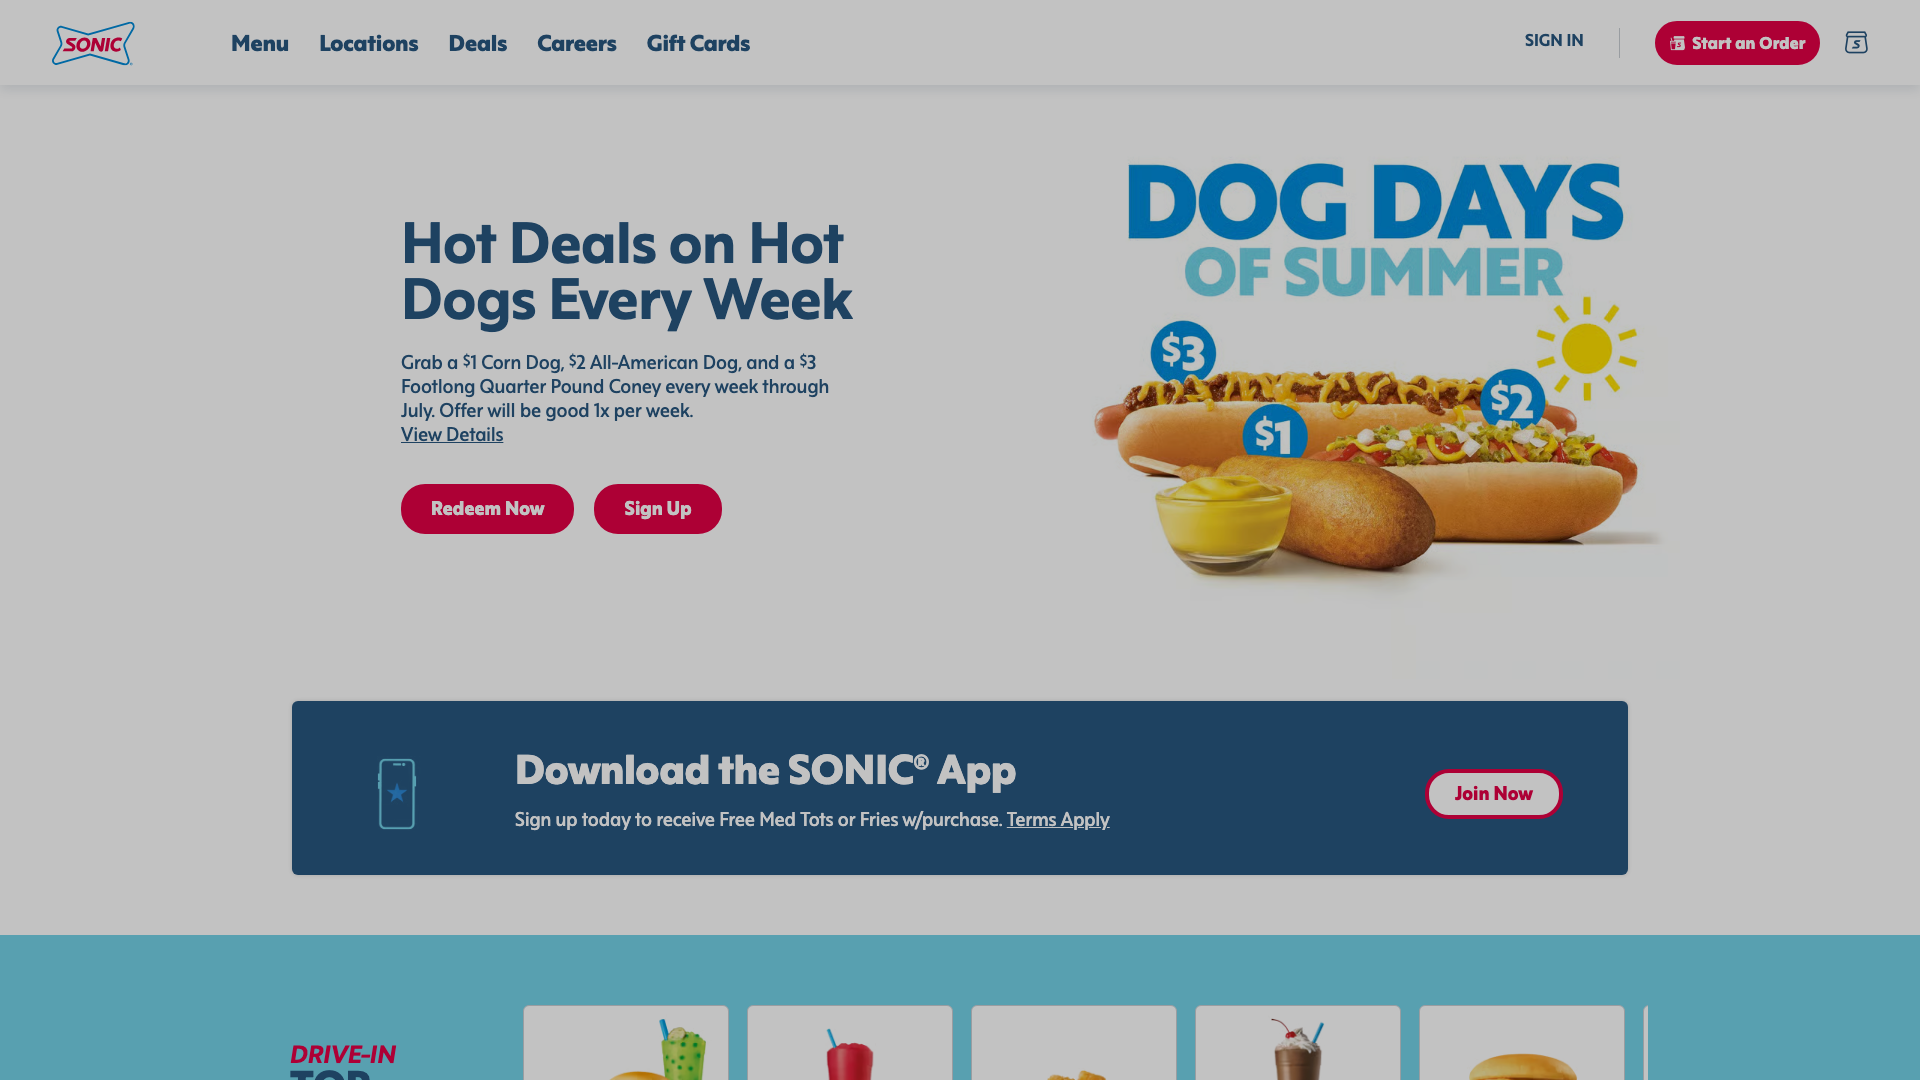 SONIC
Menu
Locations
Deals
Careers
Gift Cards
SIGN IN
Start an Order
S
DOG DAYS
OF SUMMER
Hot Deals on Hot
Dogs Every Week
Grab a $1 Corn Dog, $2 All-American Dog, and a $3
Footlong Quarter Pound Coney every week through
July. Offer will be good 1x per week.
View Details
Redeem Now
Sign Up
$3
$2
$1
Download the SONIC® App
Sign up today to receive Free Med Tots or Fries w/purchase. Terms Apply
Join Now
DRIVE-IN
TOP